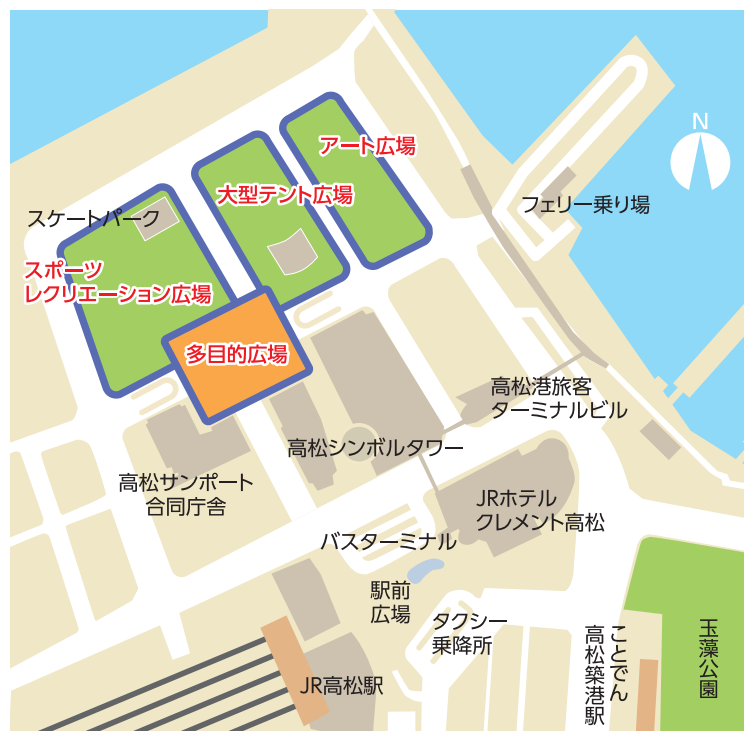 N
アート広場
大型テント広場
スケートパーク
フェリー乗り場
スポーツ
レクリエーション広場
多目的広場
高松港旅客
ターミナルビル
高松シンボルタワー
高松サンポート
合同庁舎
JRホテル
クレメント高松
バスターミナル
駅前
広場
タクシー
乗降所
JR高松駅
ことでん
高松築港駅
玉藻公園